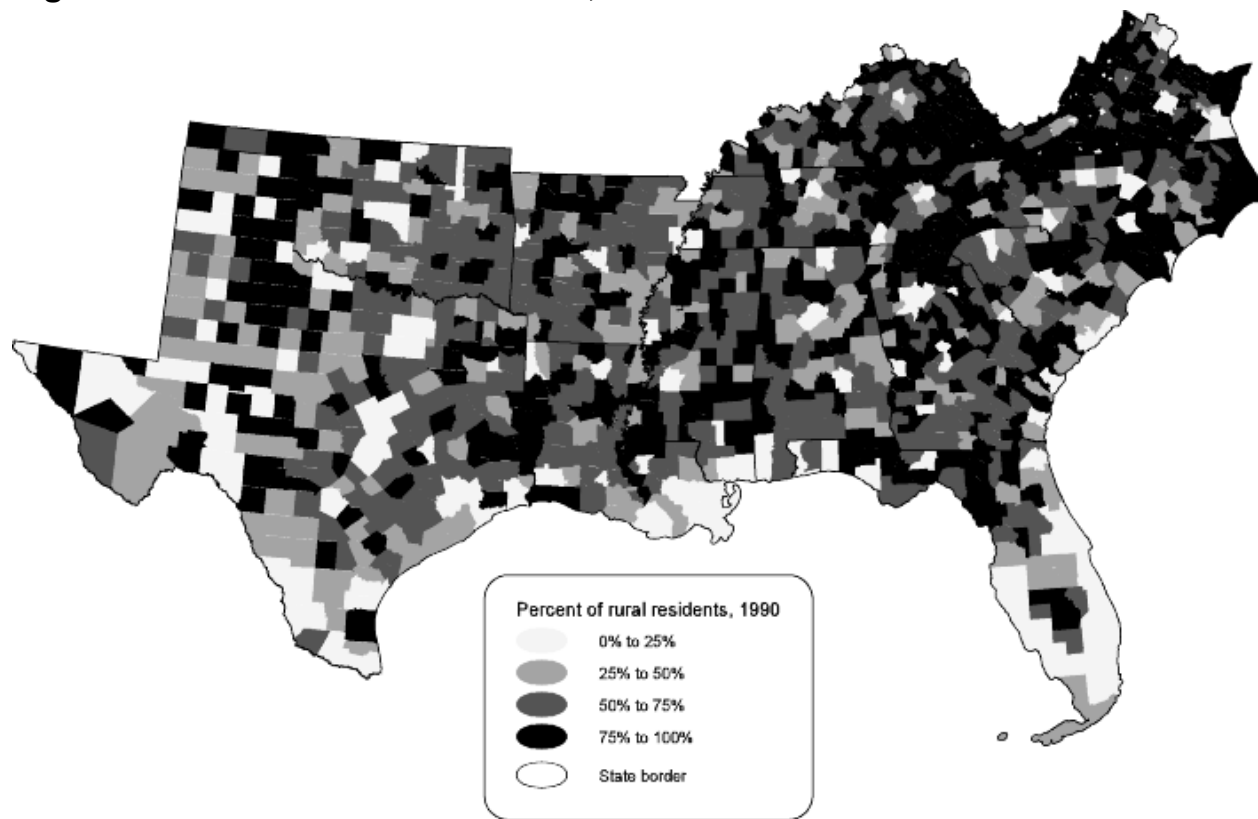 Percent of rural residents, 1990
0% to 25%
25% to 50%
50% to 75%
75% to 100%
State border